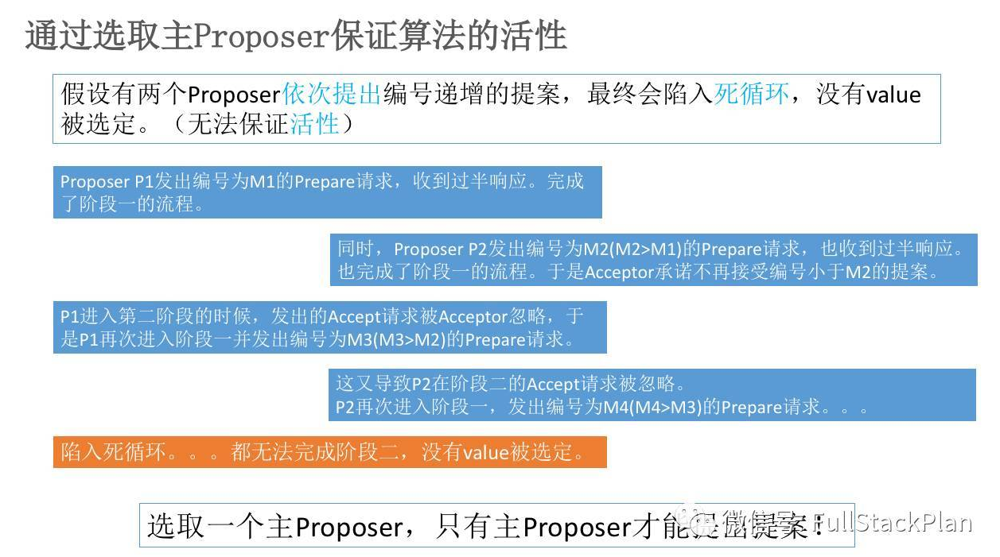 通过选取主Proposer保证算法的活性
假设有两个Proposer依次提出编号递增的提案，最终会陷入死循环，没有value
被选定。（无法保证活性）
Proposer P1发出编号为M1的Prepare请求，收到过半响应。完成
了阶段一的流程。
同时，Proposer P2发出编号为M2(M2>M1)的Prepare请求，也收到过半响应。
也完成了阶段一的流程。于是Acceptor承诺不再接受编号小于M2的提案。
P1进入第二阶段的时候，发出的Accept请求被Acceptor忽略，于
是P1再次进入阶段一并发出编号为M3(M3>M2)的Prepare请求。
这又导致P2在阶段二的Accept请求被忽略。
P2再次进入阶段一，发出编号为M4(M4>M3)的Prepare请求。。。
陷入死循环。。。都无法完成阶段二，没有value被选定。
选取一个主Proposer，只有主Proposer才能提出提案！
微信号: FullStackPlan